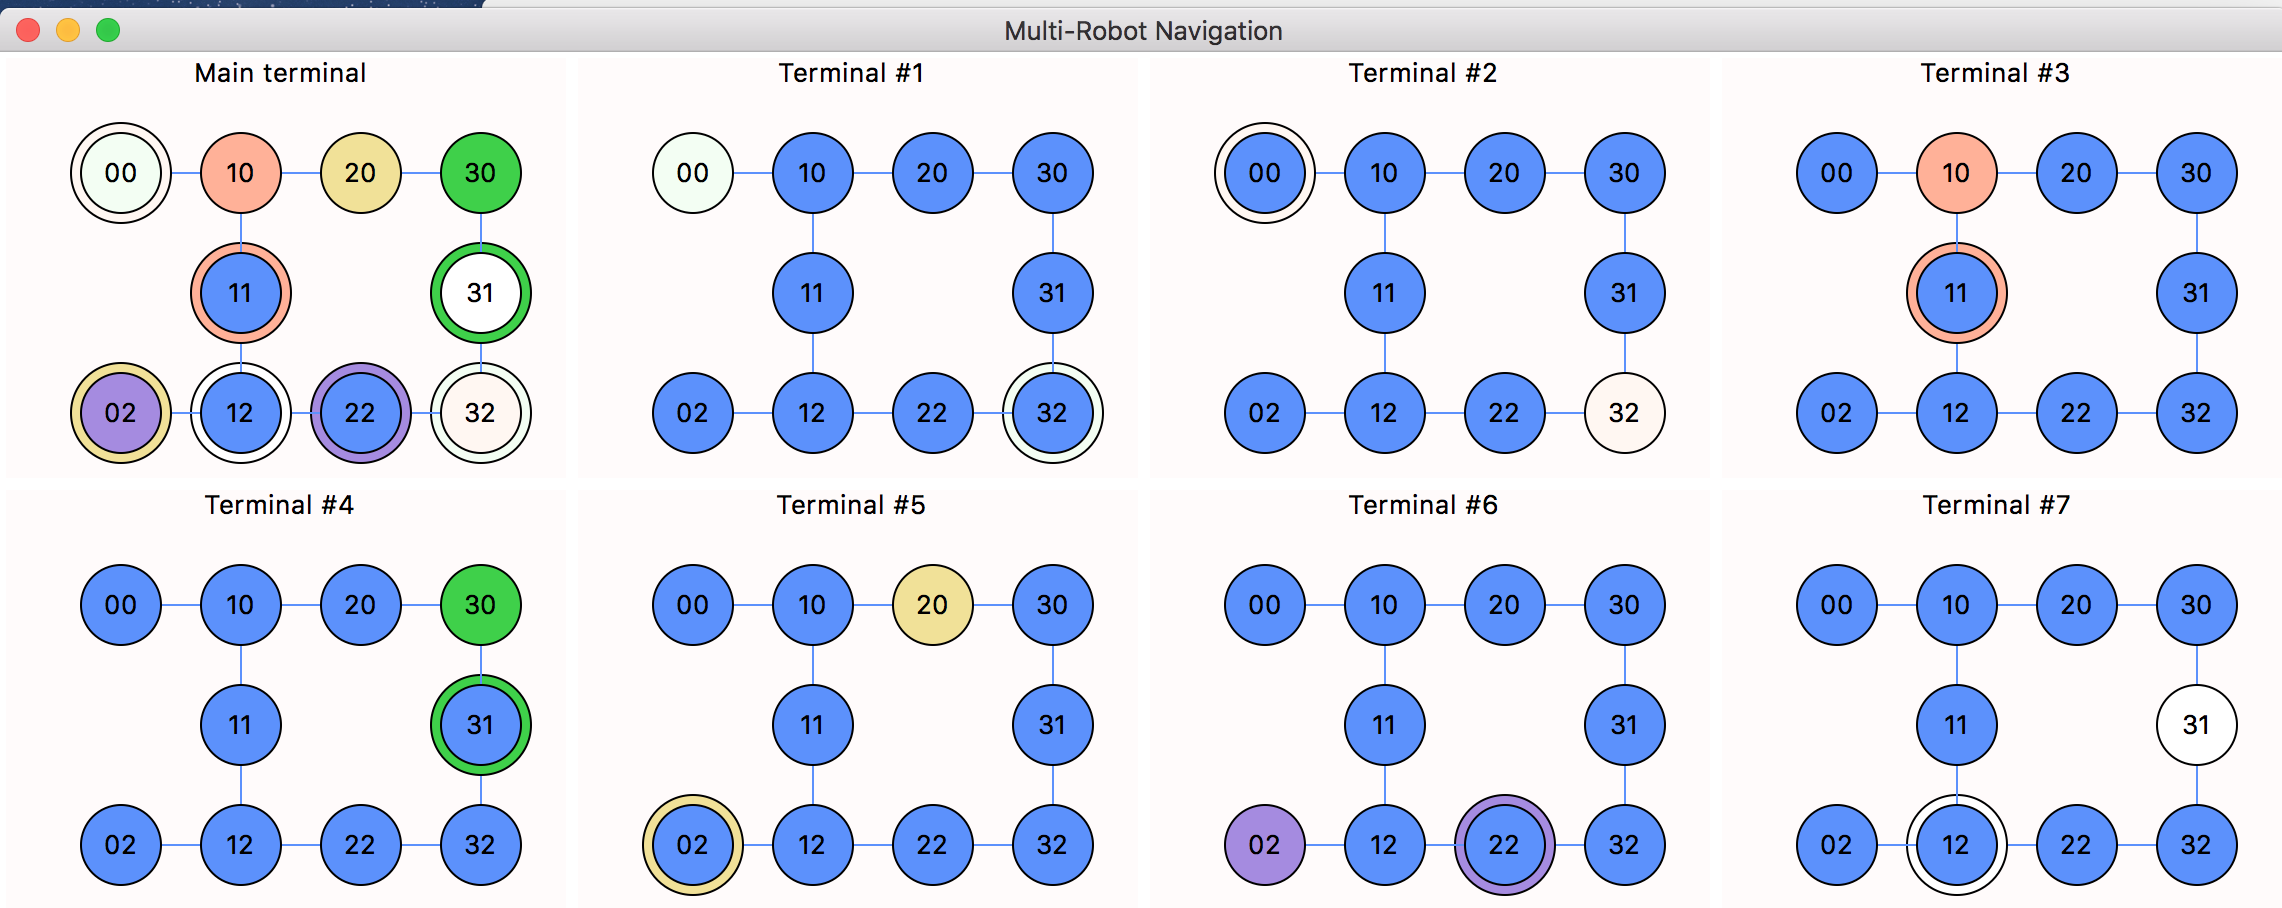 Multi-Robot Navigation
Main terminal
00 10 20 30
11 31
02 12 22 32
Terminal #1
00 10 20 30
11 31
02 12 22 32
Terminal #2
00 10 20 30
11 31
02 12 22 32
Terminal #3
00 10 20 30
11 31
02 12 22 32
Terminal #4
00 10 20 30
11 31
02 12 22 32
Terminal #5
00 10 20 30
11 31
02 12 22 32
Terminal #6
00 10 20 30
11 31
02 12 22 32
Terminal #7
00 10 20 30
11 31
02 12 22 32